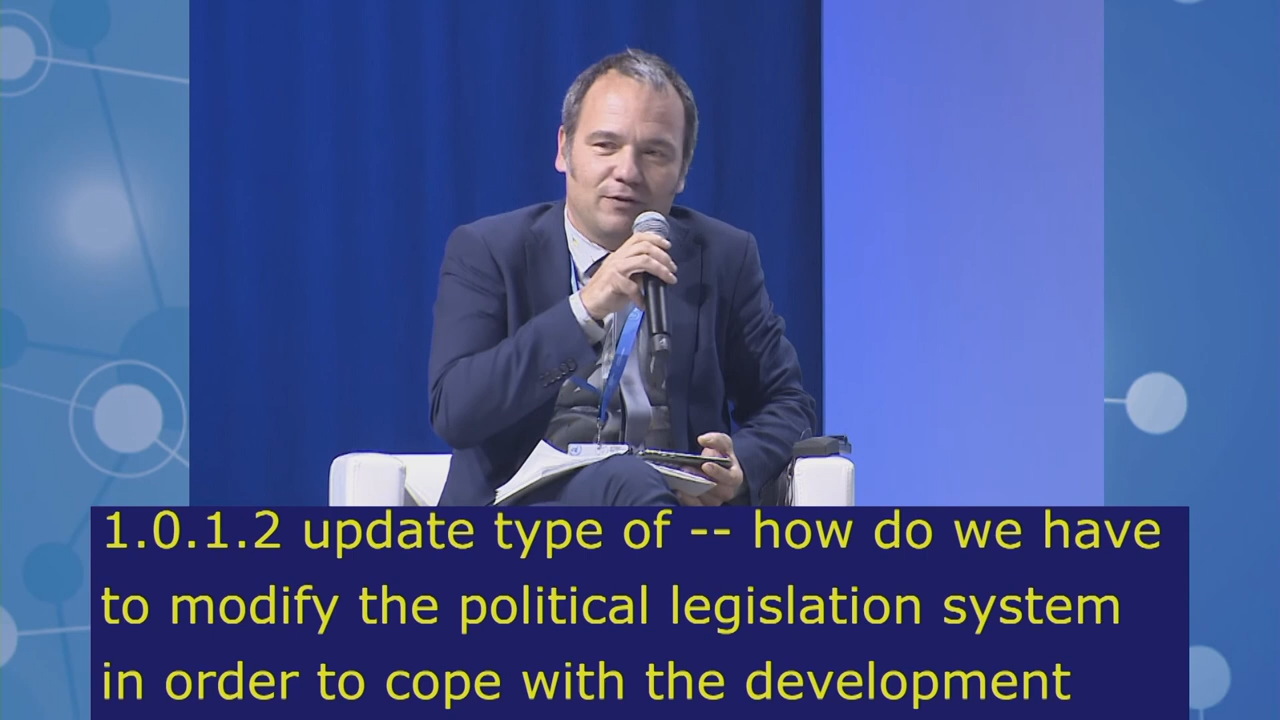 1.0.1.2 update type of -- how do we have
to modify the political legislation system
in order to cope with the development